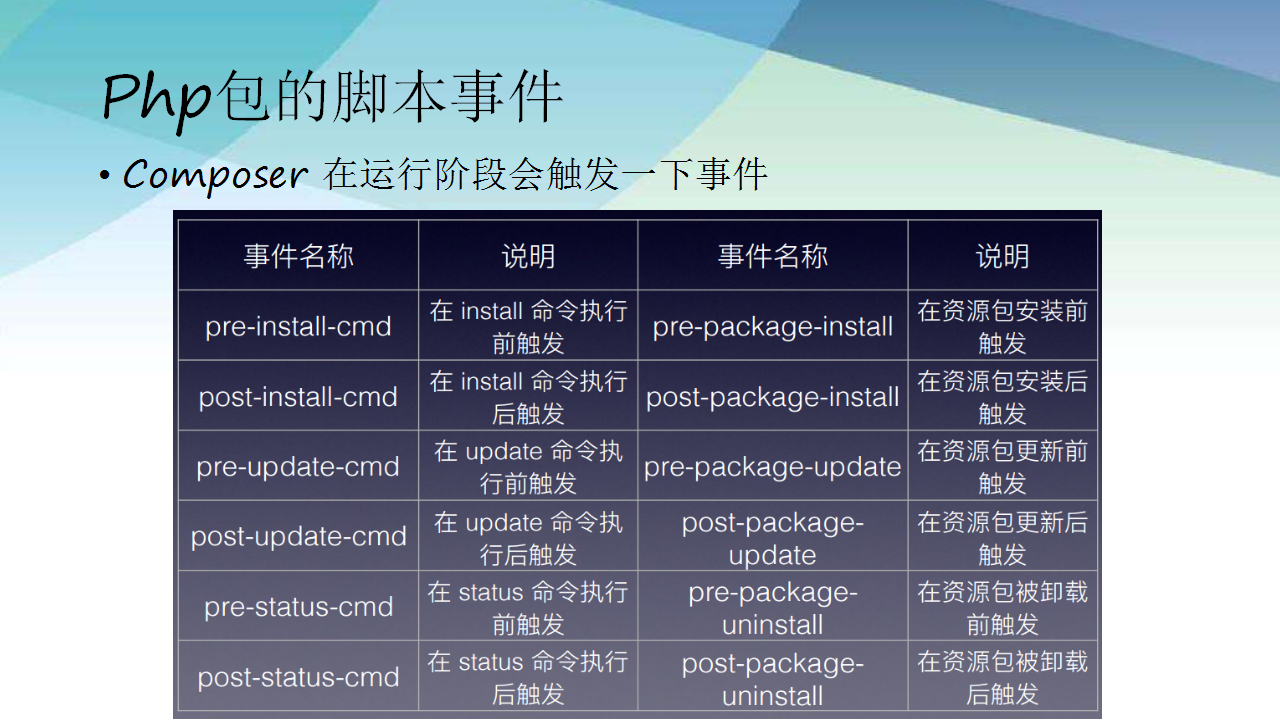 Php包的脚本事件
• Composer 在运行阶段会触发一下事件
事件名称 说明 事件名称 说明
pre-install-cmd 在 install 命令执行前触发 pre-package-install 在资源包安装前触发
post-install-cmd 在 install 命令执行后触发 post-package-install 在资源包安装后触发
pre-update-cmd 在 update 命令执行前触发 pre-package-update 在资源包更新前触发
post-update-cmd 在 update 命令执行后触发 post-package-update 在资源包更新后触发
pre-status-cmd 在 status 命令执行前触发 pre-package-uninstall 在资源包被卸载前触发
post-status-cmd 在 status 命令执行后触发 post-package-uninstall 在资源包被卸载后触发